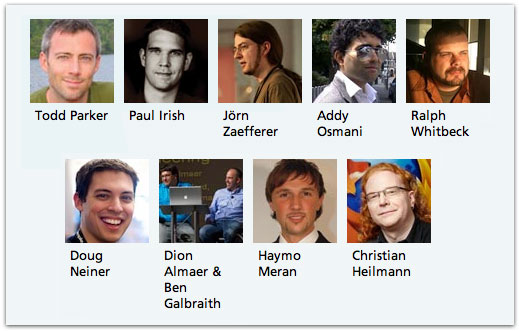 Todd Parker
Paul Irish
Jörn
Zaefferer
Addy
Osmani
Ralph
Whitbeck
Doug
Neiner
Dion
Almaer &
Ben
Galbraith
Haymo
Meran
Christian
Heilmann